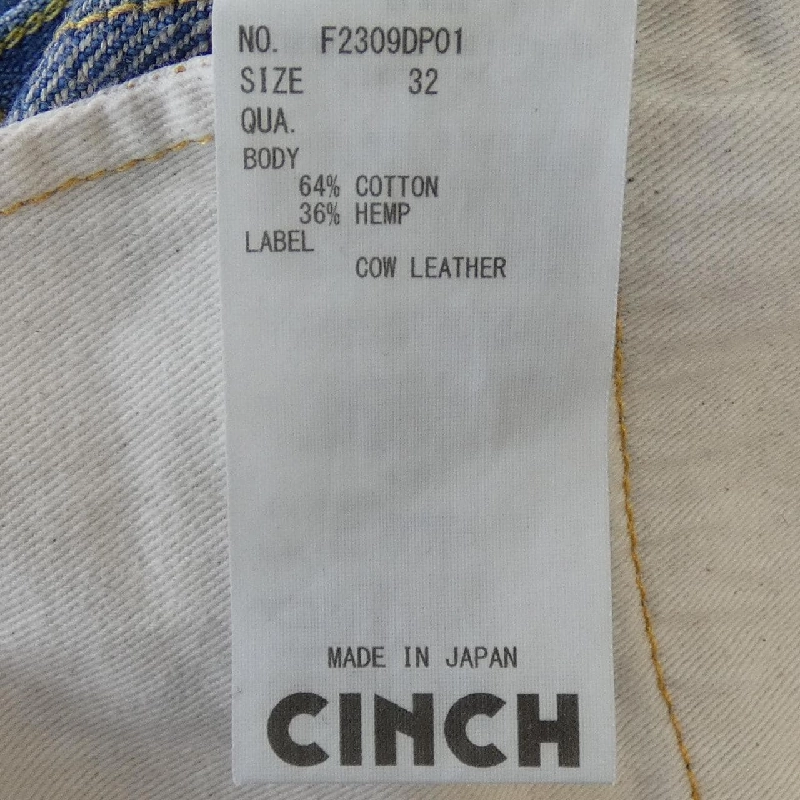 NO. F2309DP01
SIZE 32
QUA.
BODY
64% COTTON
36% HEMP
LABEL
COW LEATHER
MADE IN JAPAN
CINCH